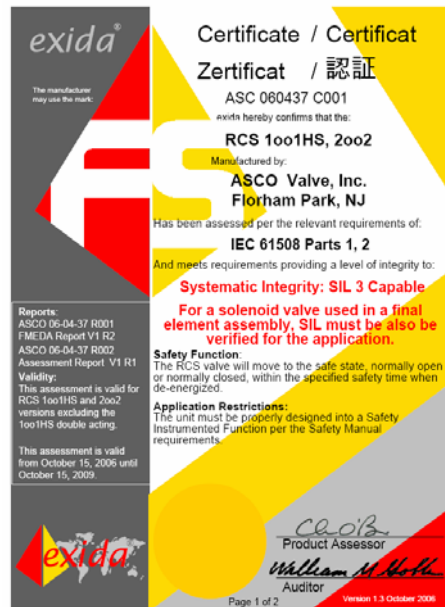 exida®
Certificate / Certificat
Zertificat / 認証
The manufacturer
may use the mark:
ASC 060437 C001
exida hereby confirms that the:
RCS 1oo1HS, 2oo2
Manufactured by:
ASCO Valve, Inc.
Florham Park, NJ
FS
Has been assessed per the relevant requirements of:
IEC 61508 Parts 1, 2
And meets requirements providing a level of integrity to:
Systematic Integrity: SIL 3 Capable
For a solenoid valve used in a final
element assembly, SIL must be also be
verified for the application.
Reports:
ASCO 06-04-37 R001
FMEDA Report V1 R2
ASCO 06-04-37 R002
Assessment Report V1 R1
Validity:
This assessment is valid for
RCS 1oo1HS and 2oo2
versions excluding the
1oo1HS double acting.
This assessment is valid
from October 15, 2006 until
October 15, 2009.
Safety Function:
The RCS valve will move to the safe state, normally open
or normally closed, within the specified safety time when
de-energized.
Application Restrictions:
The unit must be properly designed into a Safety
Instrumented Function per the Safety Manual
requirements.
exida
Product Assessor
William M Goble
Auditor
Page 1 of 2
Version 1.3 October 2006